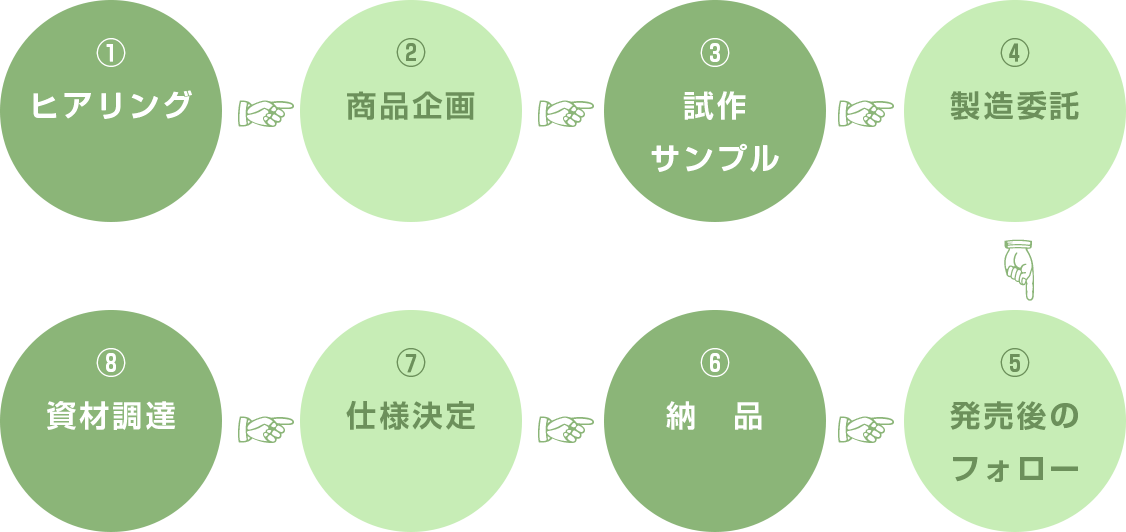 ①
ヒアリング
②
商品企画
③
試作
サンプル
④
製造委託
⑧
資材調達
⑦
仕様決定
⑥
納　品
⑤
発売後の
フォロー